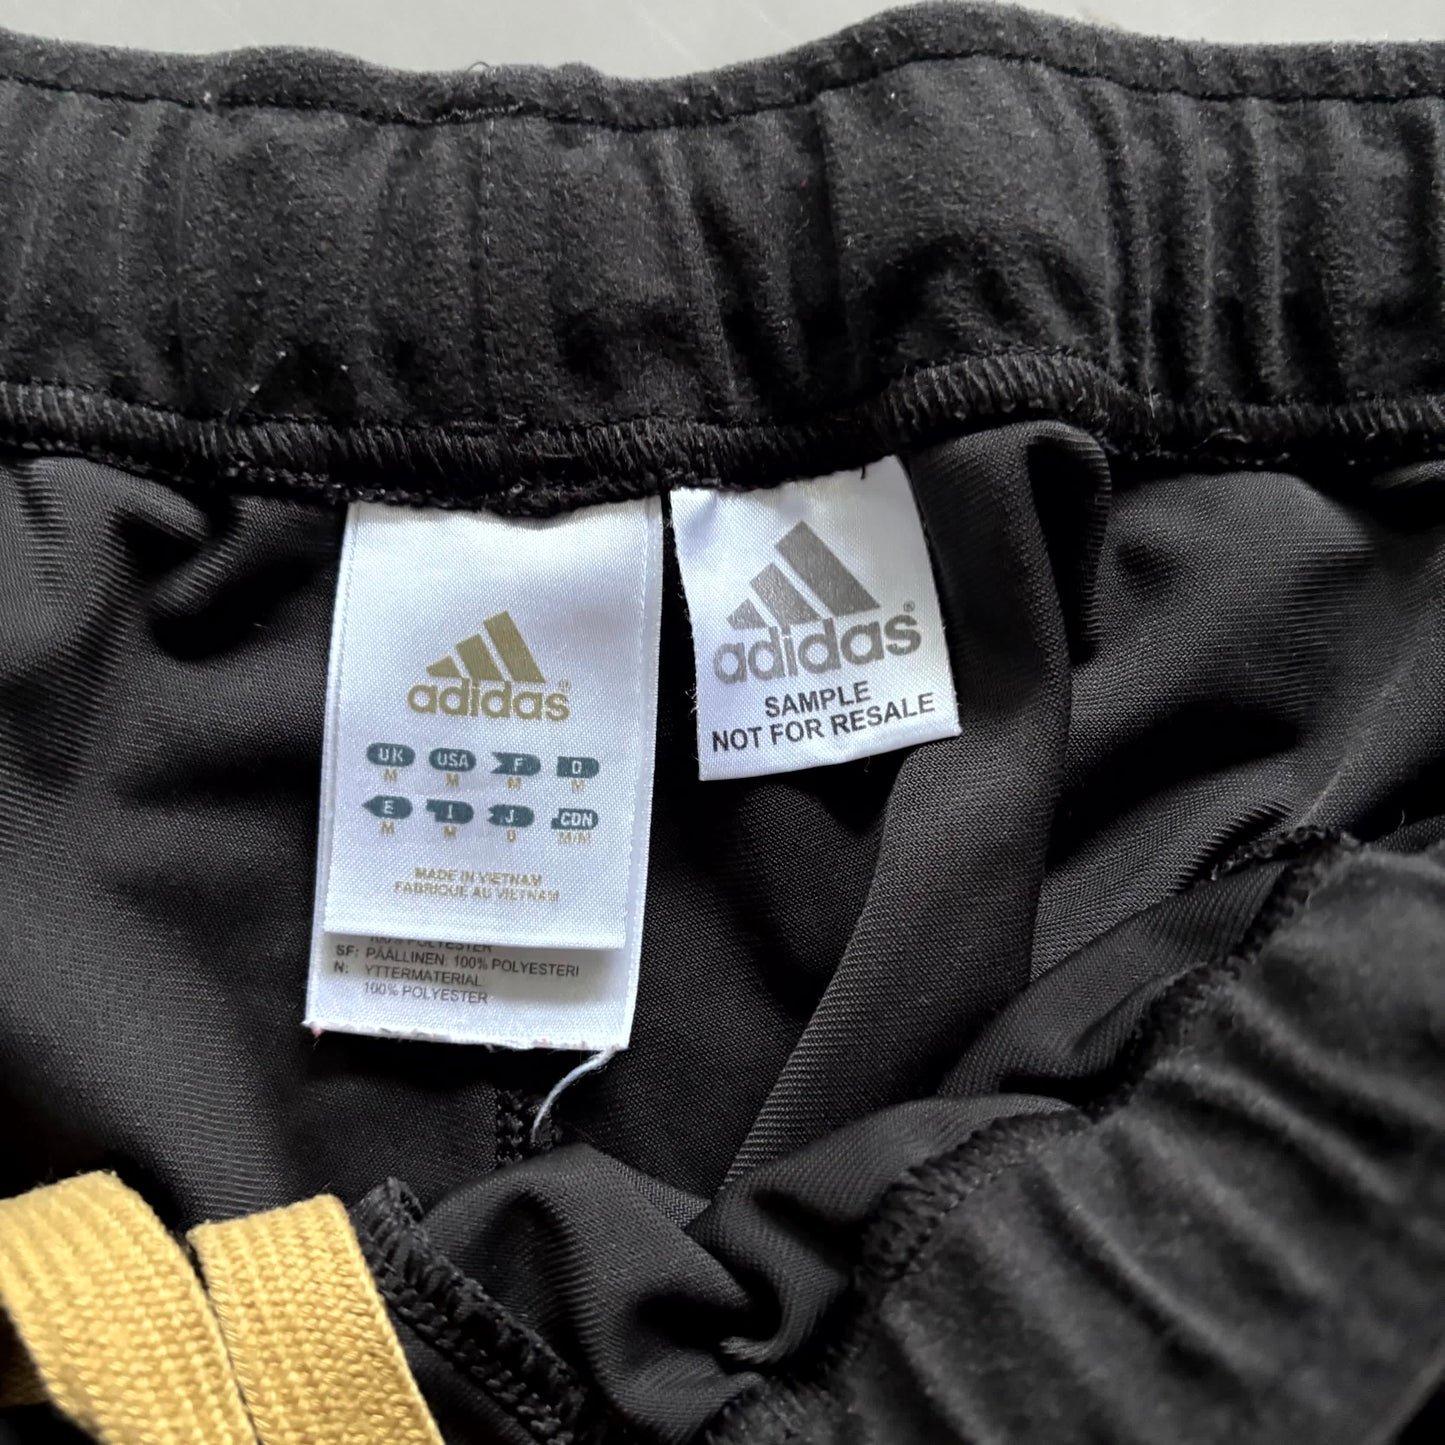 adidas®
UK USA F D
M M M M
E I J CDN
M M O M/M
MADE IN VIETNAM
FABRIQUE AU VIETNAM
100% POLYESTER
SF: PÄÄLLINEN: 100% POLYESTERI
N: YTTERMATERIAL
100% POLYESTER
adidas®
SAMPLE
NOT FOR RESALE